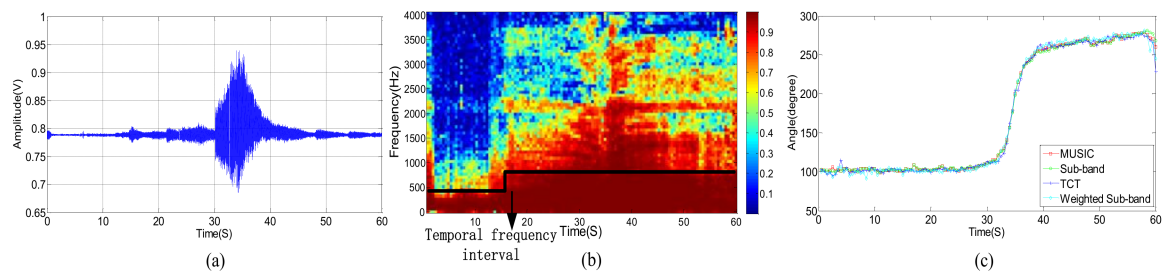 1
0.95
0.9
0.85
0.8
0.75
0.7
0.65
Amplitude(V)
0 10 20 30 40 50 60
Time(S)
(a)
4000
3500
3000
2500
2000
1500
1000
500
0
Frequency(Hz)
10 20 30 40 50 60
Time(S)
Temporal frequency
interval
0.9
0.8
0.7
0.6
0.5
0.4
0.3
0.2
0.1
(b)
300
250
200
150
100
50
Angle(degree)
0 10 20 30 40 50 60
Time(S)
MUSIC
Sub-band
TCT
Weighted Sub-band
(c)